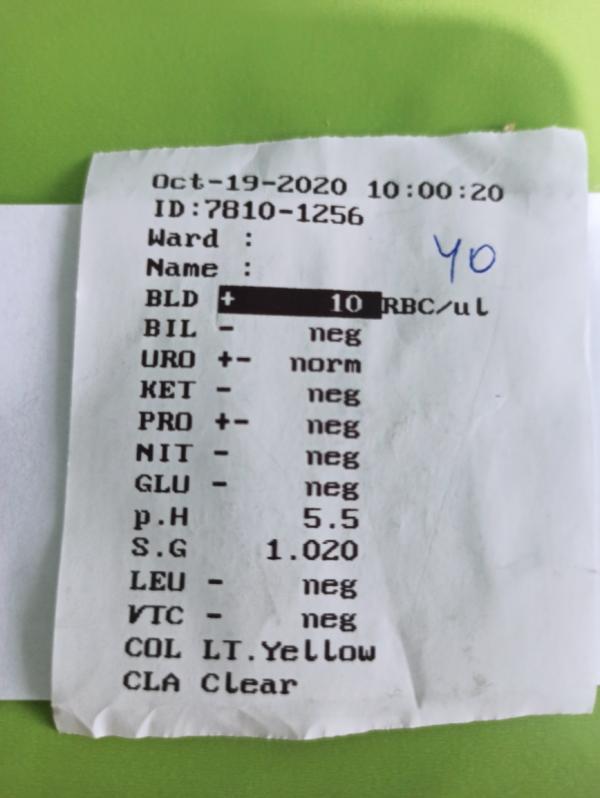 Oct-19-2020 10:00:20
ID:7810-1256
Ward :
40
Name :
BLD + 10 RBC/ul
BIL - neg
URO +- norm
KET - neg
PRO +- neg
NIT - neg
GLU - neg
p.H 5.5
S.G 1.020
LEU - neg
VTC - neg
COL LT.Yellow
CLA Clear